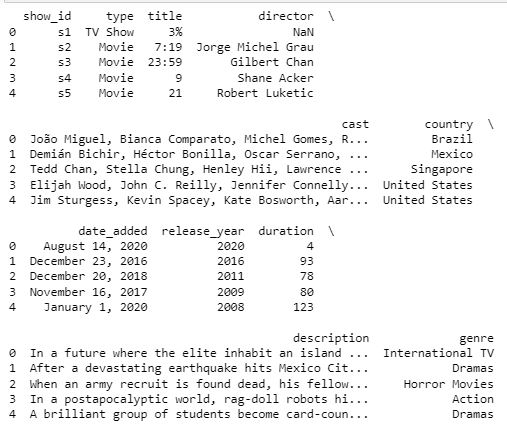 show_id type title director \
0 s1 TV Show 3% NaN
1 s2 Movie 7:19 Jorge Michel Grau
2 s3 Movie 23:59 Gilbert Chan
3 s4 Movie 9 Shane Acker
4 s5 Movie 21 Robert Luketic
cast country \
0 João Miguel, Bianca Comparato, Michel Gomes, R... Brazil
1 Demián Bichir, Héctor Bonilla, Oscar Serrano, ... Mexico
2 Tedd Chan, Stella Chung, Henley Hii, Lawrence ... Singapore
3 Elijah Wood, John C. Reilly, Jennifer Connelly... United States
4 Jim Sturgess, Kevin Spacey, Kate Bosworth, Aar... United States
date_added release_year duration \
0 August 14, 2020 2020 4
1 December 23, 2016 2016 93
2 December 20, 2018 2011 78
3 November 16, 2017 2009 80
4 January 1, 2020 2008 123
description genre
0 In a future where the elite inhabit an island ... International TV
1 After a devastating earthquake hits Mexico Cit... Dramas
2 When an army recruit is found dead, his fellow... Horror Movies
3 In a postapocalyptic world, rag-doll robots hi... Action
4 A brilliant group of students become card-coun... Dramas